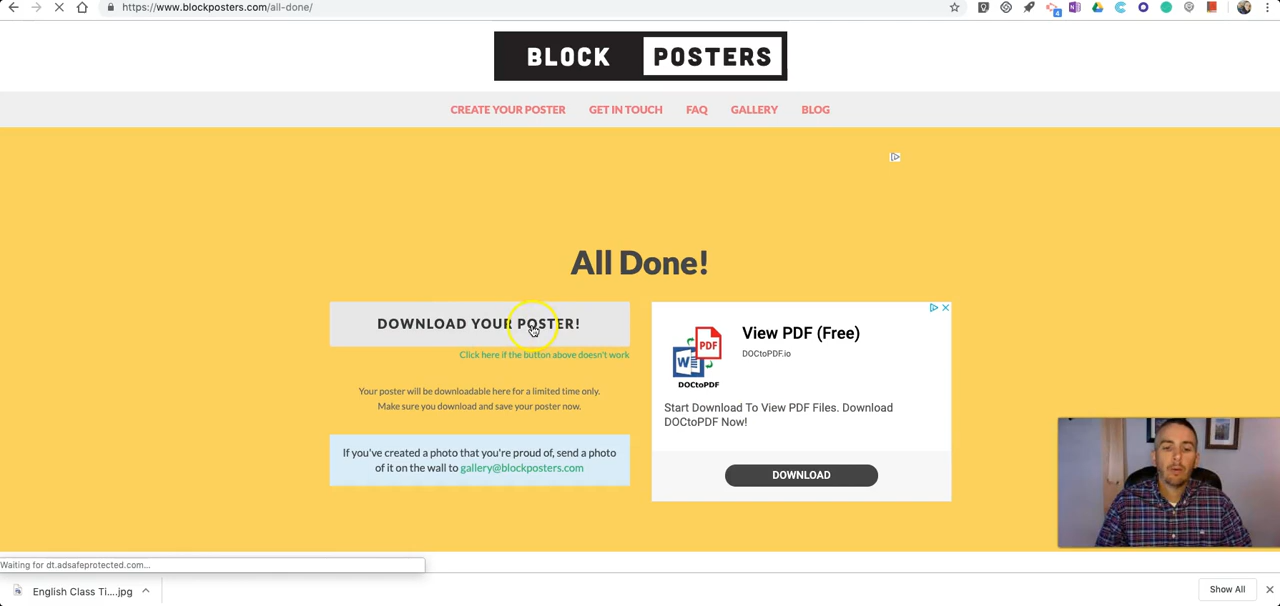 https://www.blockposters.com/all-done/
4
BLOCK POSTERS
CREATE YOUR POSTER GET IN TOUCH FAQ GALLERY BLOG
All Done!
DOWNLOAD YOUR POSTER!
Click here if the button above doesn't work
Your poster will be downloadable here for a limited time only.
Make sure you download and save your poster now.
If you've created a photo that you're proud of, send a photo
of it on the wall to gallery@blockposters.com
View PDF (Free)
DOCtoPDF.io
PDF
W
DOCtoPDF
Start Download To View PDF Files. Download
DOCtoPDF Now!
DOWNLOAD
Waiting for dt.adsafeprotected.com...
English Class Ti....jpg
Show All